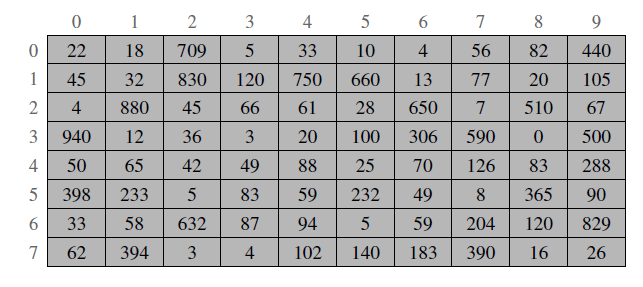 0 1 2 3 4 5 6 7 8 9
0 22 18 709 5 33 10 4 56 82 440
1 45 32 830 120 750 660 13 77 20 105
2 4 880 45 66 61 28 650 7 510 67
3 940 12 36 3 20 100 306 590 0 500
4 50 65 42 49 88 25 70 126 83 288
5 398 233 5 83 59 232 49 8 365 90
6 33 58 632 87 94 5 59 204 120 829
7 62 394 3 4 102 140 183 390 16 26